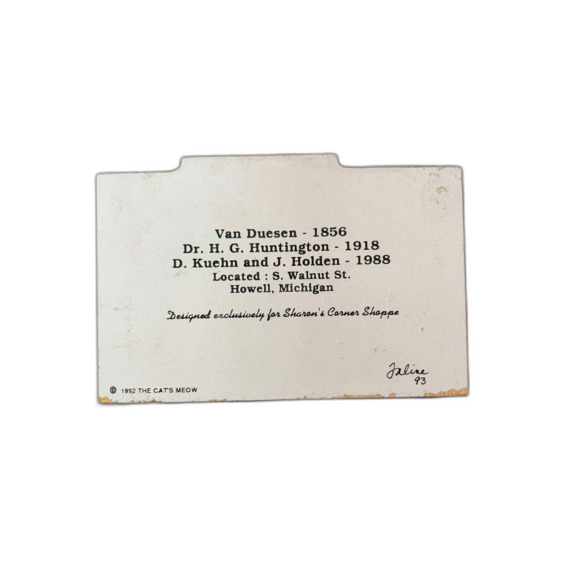 Van Duesen - 1856
Dr. H. G. Huntington - 1918
D. Kuehn and J. Holden - 1988
Located : S. Walnut St.
Howell, Michigan
Designed exclusively for Sharon's Corner Shoppe
Faline
93
© 1992 THE CAT'S MEOW